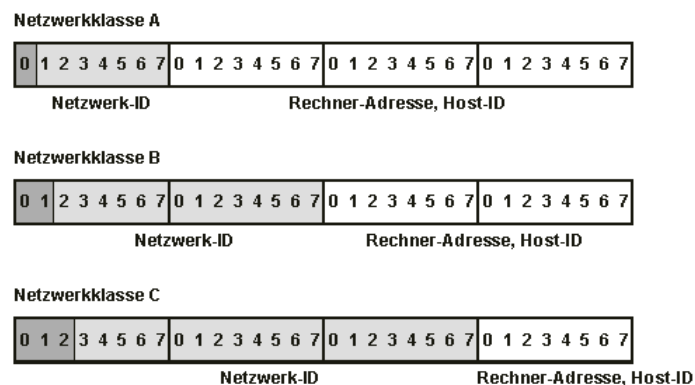 Netzwerkklasse A
0 1 2 3 4 5 6 7 0 1 2 3 4 5 6 7 0 1 2 3 4 5 6 7 0 1 2 3 4 5 6 7
Netzwerk-ID Rechner-Adresse, Host-ID
Netzwerkklasse B
0 1 2 3 4 5 6 7 0 1 2 3 4 5 6 7 0 1 2 3 4 5 6 7 0 1 2 3 4 5 6 7
Netzwerk-ID Rechner-Adresse, Host-ID
Netzwerkklasse C
0 1 2 3 4 5 6 7 0 1 2 3 4 5 6 7 0 1 2 3 4 5 6 7 0 1 2 3 4 5 6 7
Netzwerk-ID Rechner-Adresse, Host-ID